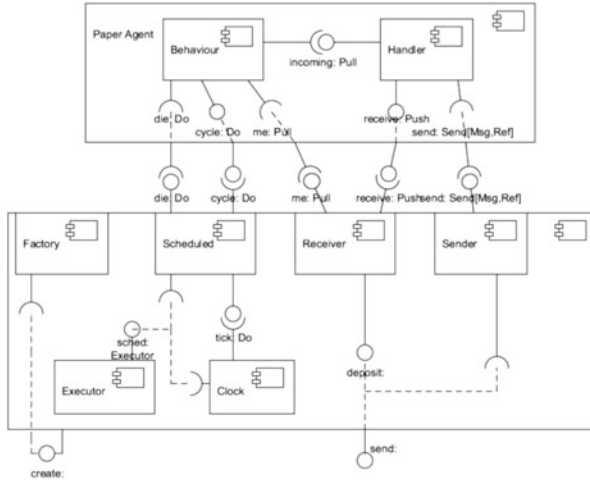 Paper Agent
Behaviour
Handler
incoming: Pull
die: Do
cycle: Do
me: Pull
receive: Push
send: Send[Msg,Ref]
die: Do
cycle: Do
me: Pull
receive: Push
send: Send[Msg,Ref]
Factory
Scheduled
Receiver
Sender
sched:
Executor
tick: Do
deposit:
Executor
Clock
send:
create: